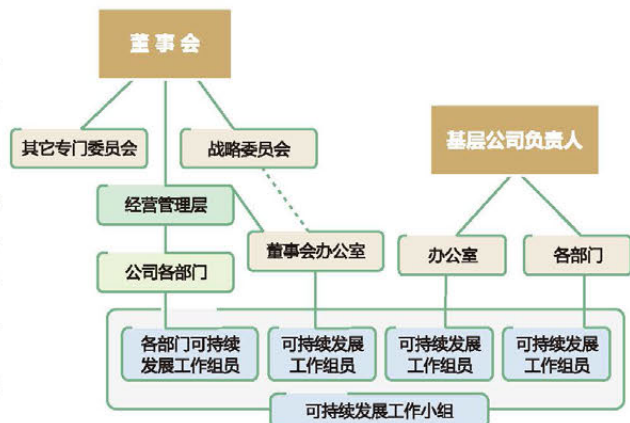 董事会
其它专门委员会
战略委员会
基层公司负责人
经营管理层
董事会办公室
办公室
各部门
公司各部门
各部门可持续
发展工作组员
可持续发展
工作组员
可持续发展
工作组员
可持续发展
工作组员
可持续发展工作小组